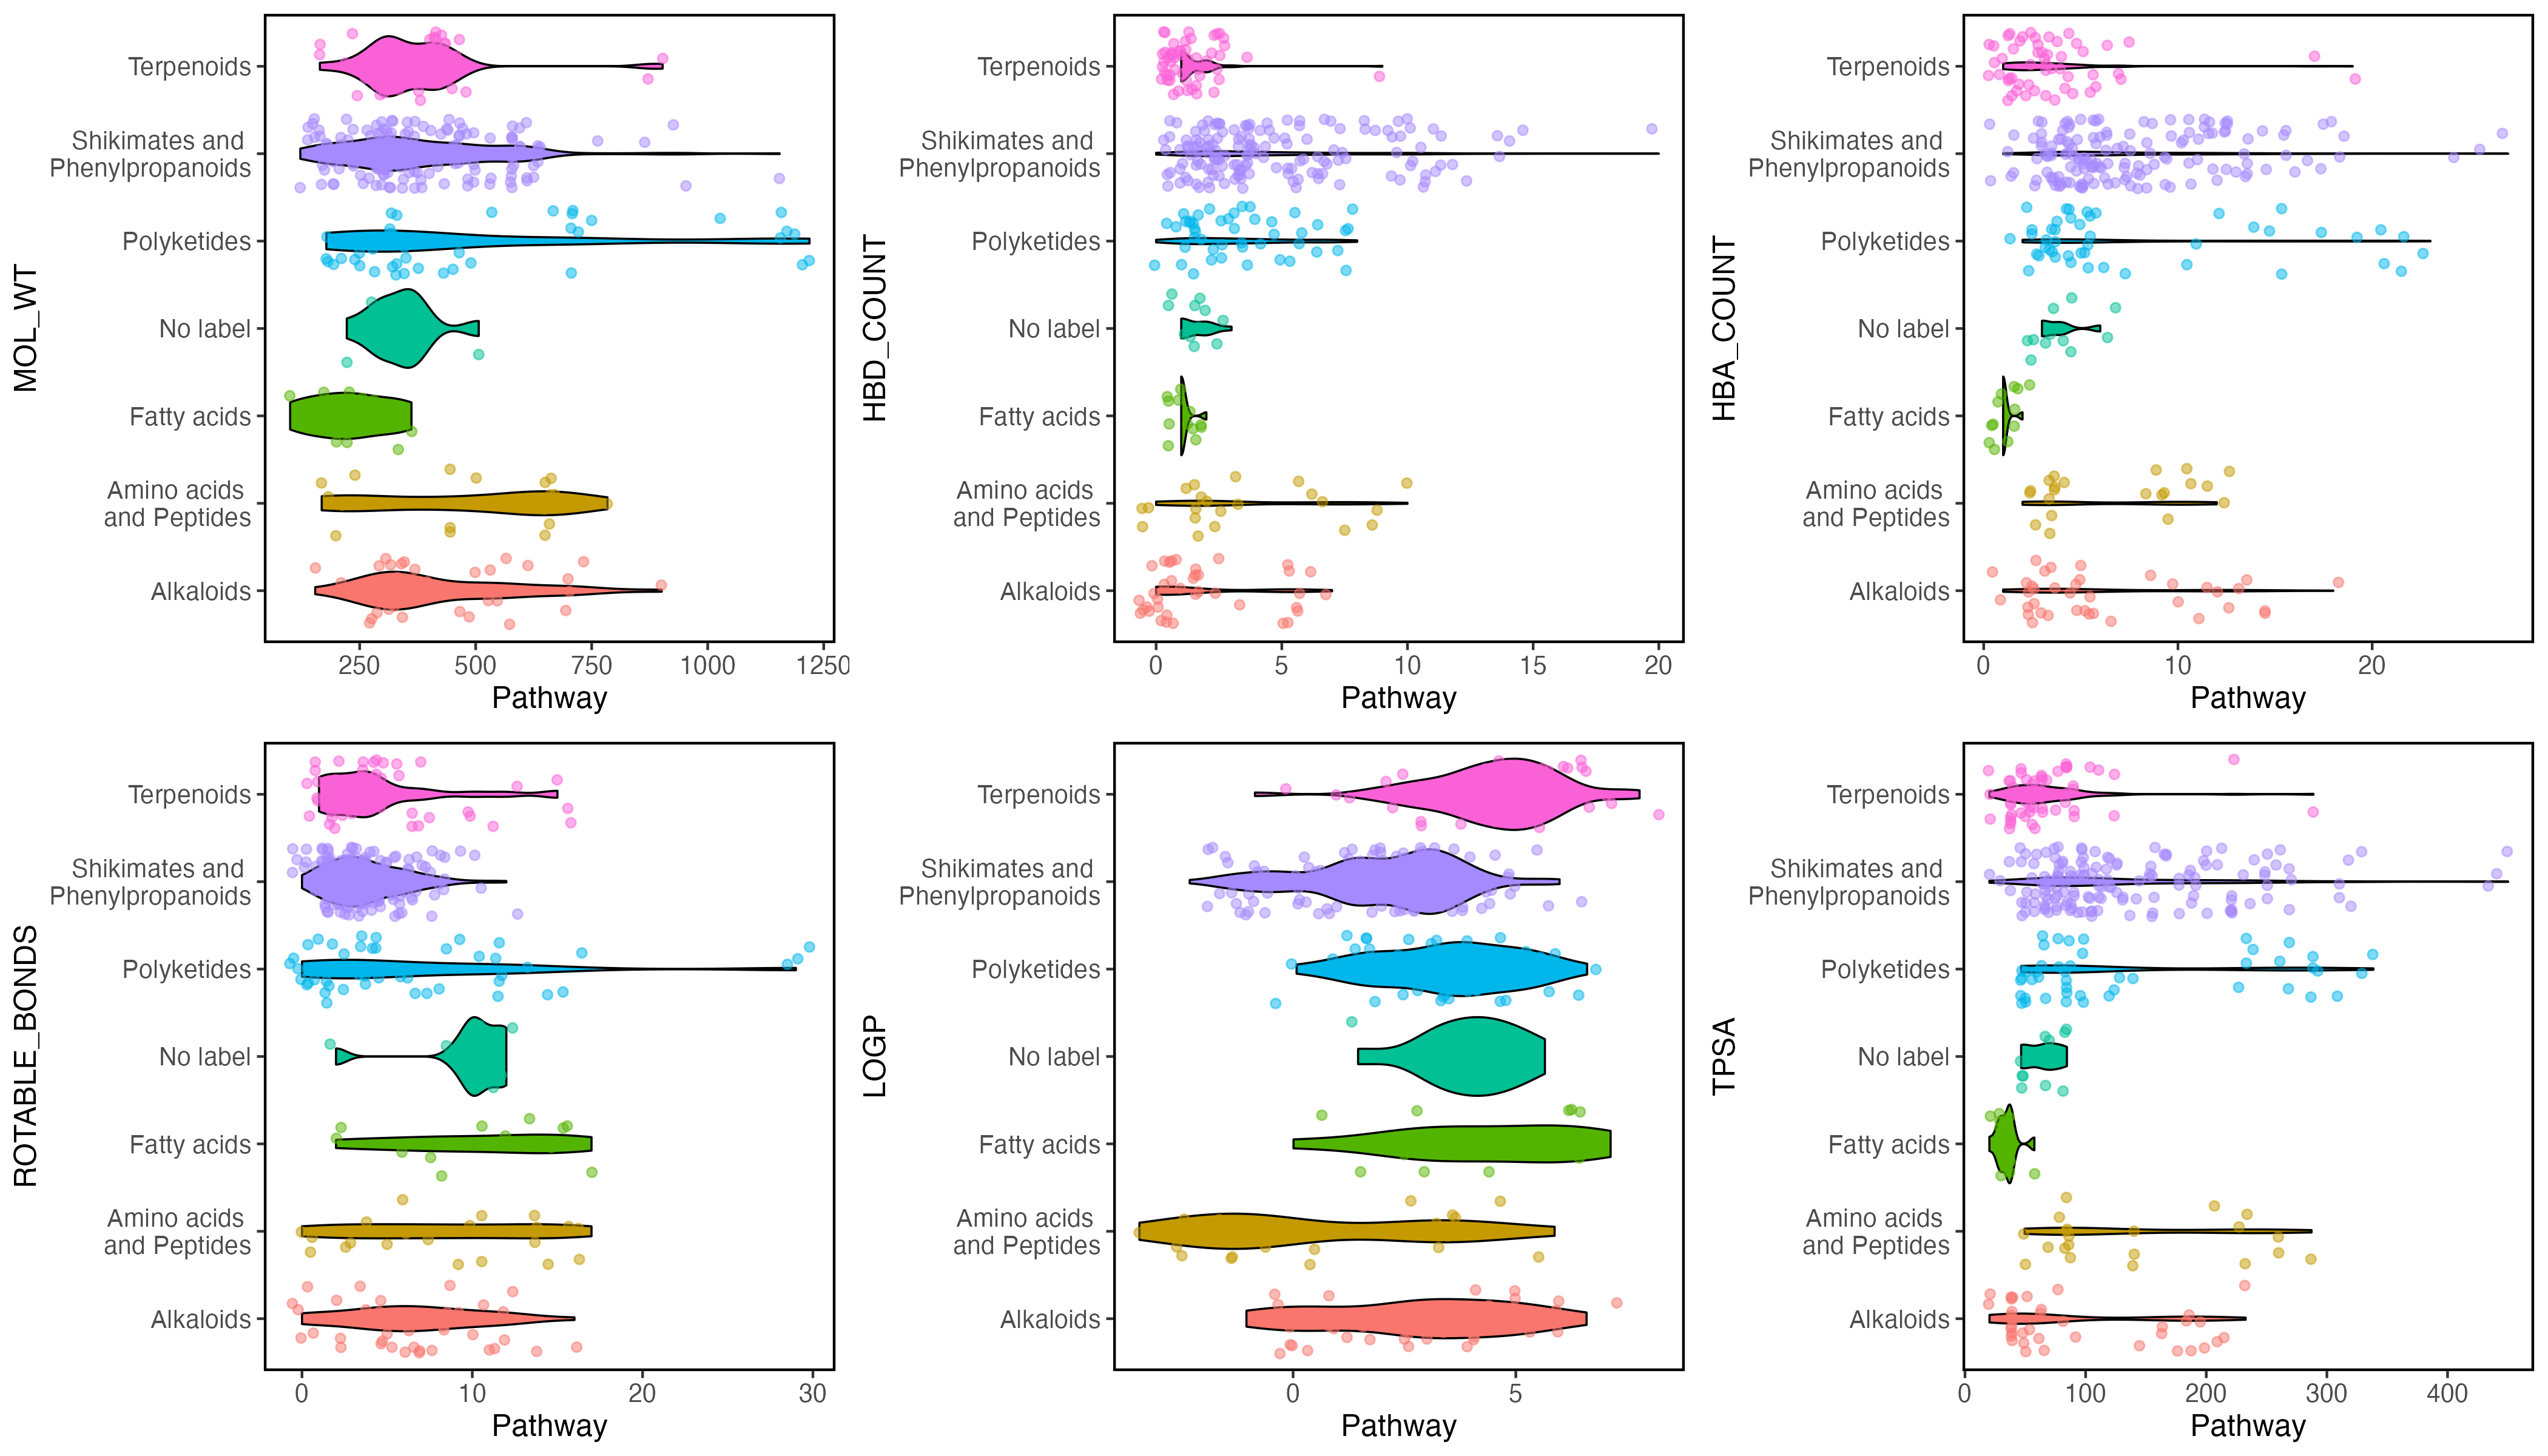 MOL_WT
Terpenoids
Shikimates and
Phenylpropanoids
Polyketides
No label
Fatty acids
Amino acids
and Peptides
Alkaloids
250 500 750 1000 1250
Pathway
HBD_COUNT
Terpenoids
Shikimates and
Phenylpropanoids
Polyketides
No label
Fatty acids
Amino acids
and Peptides
Alkaloids
0 5 10 15 20
Pathway
HBA_COUNT
Terpenoids
Shikimates and
Phenylpropanoids
Polyketides
No label
Fatty acids
Amino acids
and Peptides
Alkaloids
0 10 20
Pathway
ROTABLE_BONDS
Terpenoids
Shikimates and
Phenylpropanoids
Polyketides
No label
Fatty acids
Amino acids
and Peptides
Alkaloids
0 10 20 30
Pathway
LOGP
Terpenoids
Shikimates and
Phenylpropanoids
Polyketides
No label
Fatty acids
Amino acids
and Peptides
Alkaloids
0 5
Pathway
TPSA
Terpenoids
Shikimates and
Phenylpropanoids
Polyketides
No label
Fatty acids
Amino acids
and Peptides
Alkaloids
0 100 200 300 400
Pathway